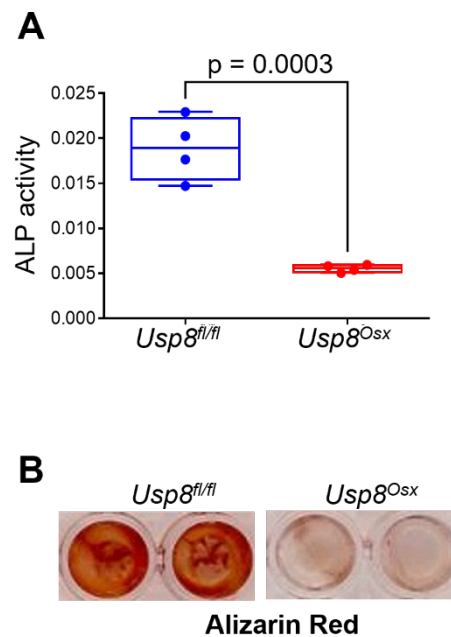 A
p = 0.0003
ALP activity
0.025
0.020
0.015
0.010
0.005
0.000
Usp8fl/fl Usp8Osx
B
Usp8fl/fl Usp8Osx
Alizarin Red